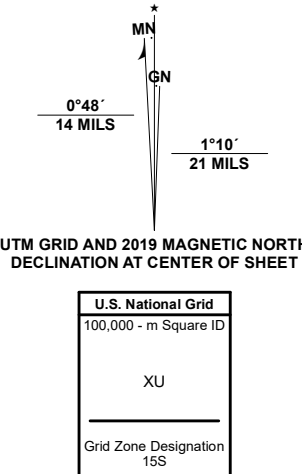 ★
MN
GN
0°48´
14 MILS
1°10´
21 MILS
UTM GRID AND 2019 MAGNETIC NORTH
DECLINATION AT CENTER OF SHEET
U.S. National Grid
100,000 - m Square ID
XU
Grid Zone Designation
15S